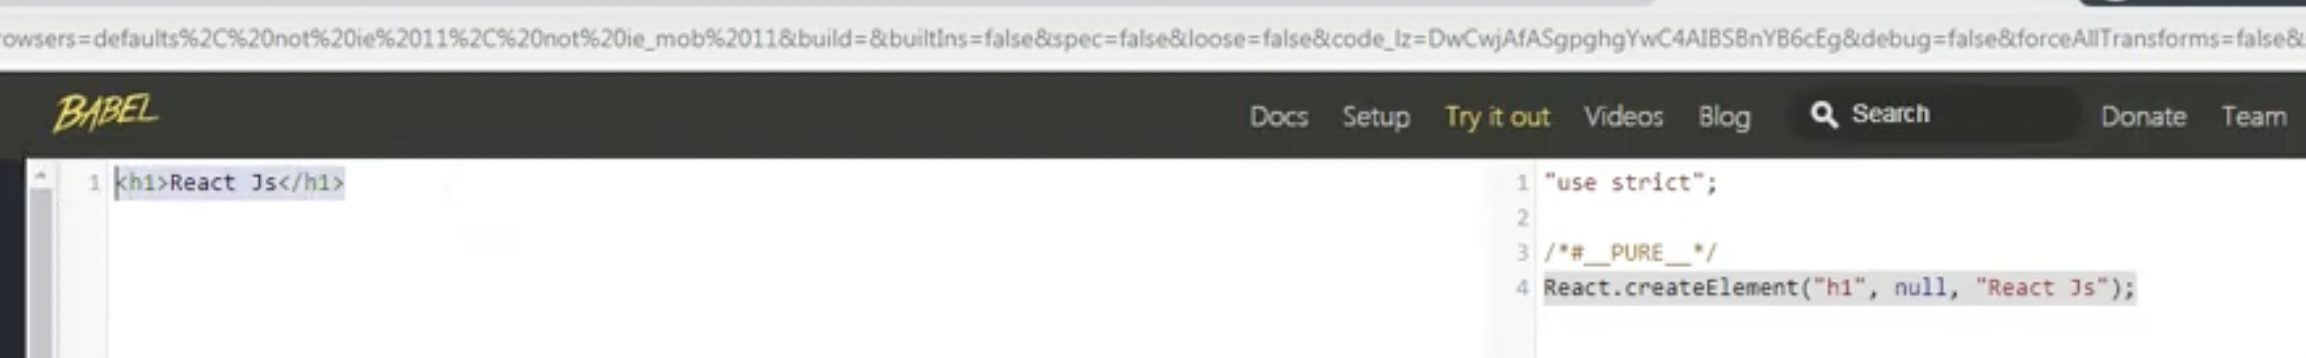 owsers=defaults%2C%20not%20ie%2011%2C%20not%20ie_mob%2011&build=&builtIns=false&spec=false&loose=false&code_lz=DwCwjAfASgpghgYwC4AIBSBnYB6cEg&debug=false&forceAllTransforms=false&
BABEL Docs Setup Try it out Videos Blog Search Donate Team
1 <h1>React Js</h1>
1 "use strict";
2
3 /*#__PURE__*/
4 React.createElement("h1", null, "React Js");